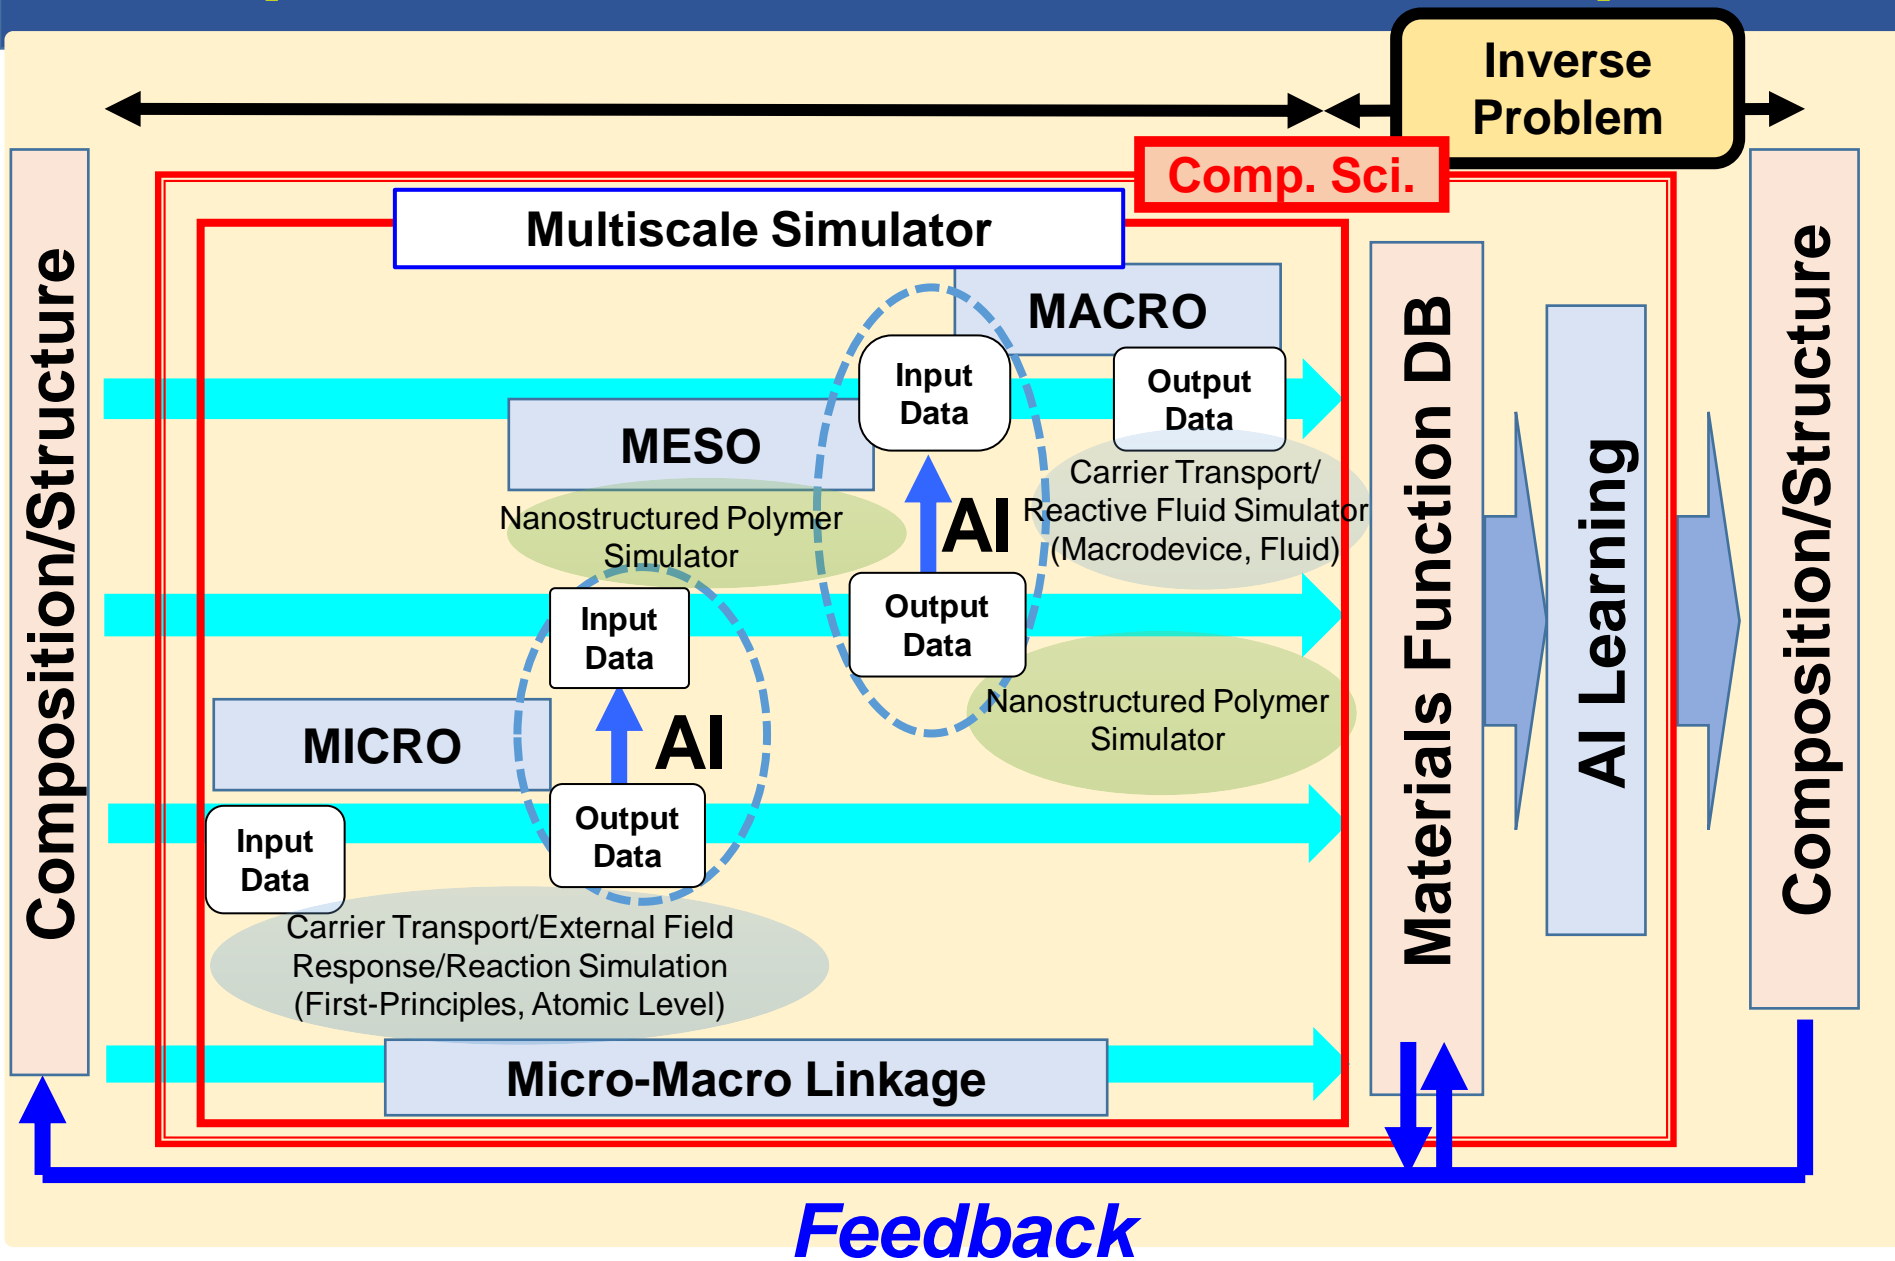 Inverse
Problem
Comp. Sci.
Multiscale Simulator
Composition/Structure
MACRO
Input
Data
Output
Data
MESO
Carrier Transport/
Reactive Fluid Simulator
(Macrodevice, Fluid)
AI
Nanostructured Polymer
Simulator
Input
Data
Output
Data
Nanostructured Polymer
Simulator
MICRO
AI
Output
Data
Input
Data
Carrier Transport/External Field
Response/Reaction Simulation
(First-Principles, Atomic Level)
Micro-Macro Linkage
Materials Function DB
AI Learning
Composition/Structure
Feedback